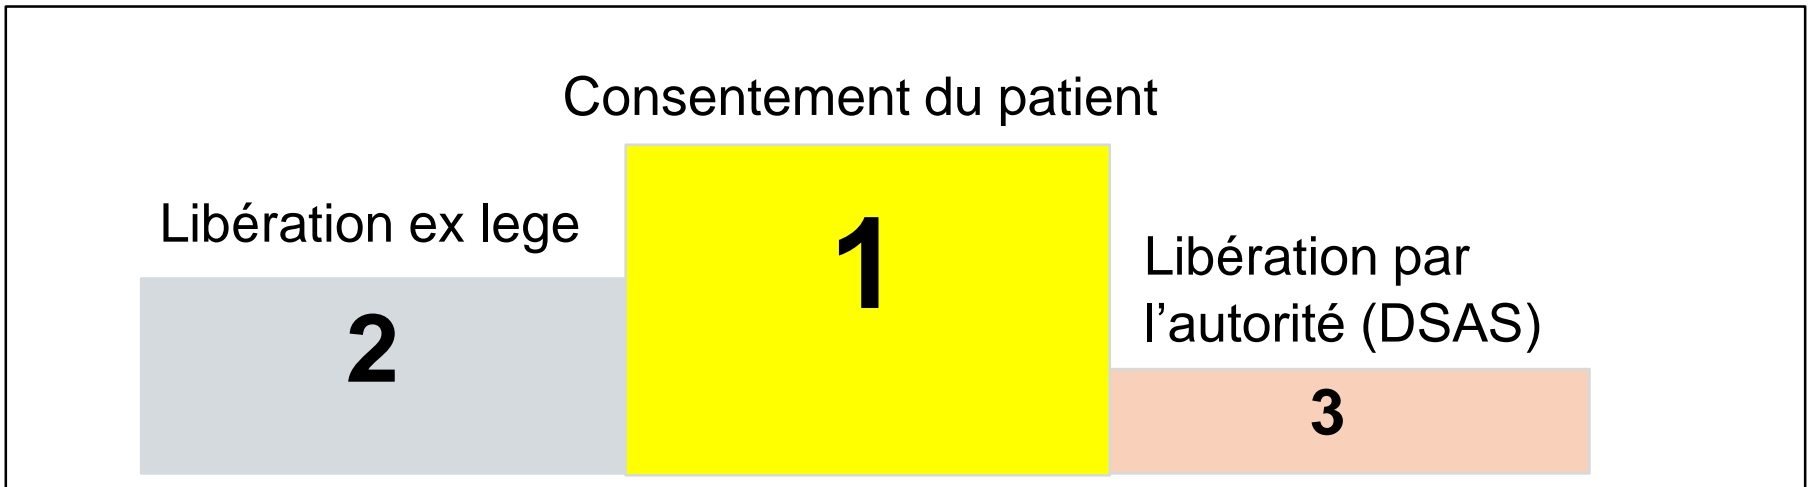 Consentement du patient
Libération ex lege
1
Libération par
l’autorité (DSAS)
2
3